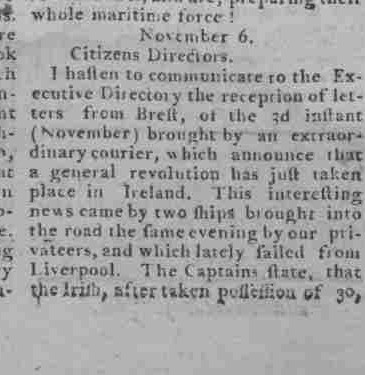 whole maritime force !
November 6.
Citizens Directors.
I haſten to communicate to the Ex-
ecutive Directory the reception of let-
ters from Breſt, of the 3d inſtant
(November) brought by an extraor-
dinary courier, which announce that
a general revolution has juſt taken
place in Ireland. This intereſting
news came by two ſhips brought into
the road the ſame evening by our pri-
vateers, and which lately ſailed from
Liverpool. The Captains ſtate, that
the Iriſh, after taken poſſeſſion of 30,